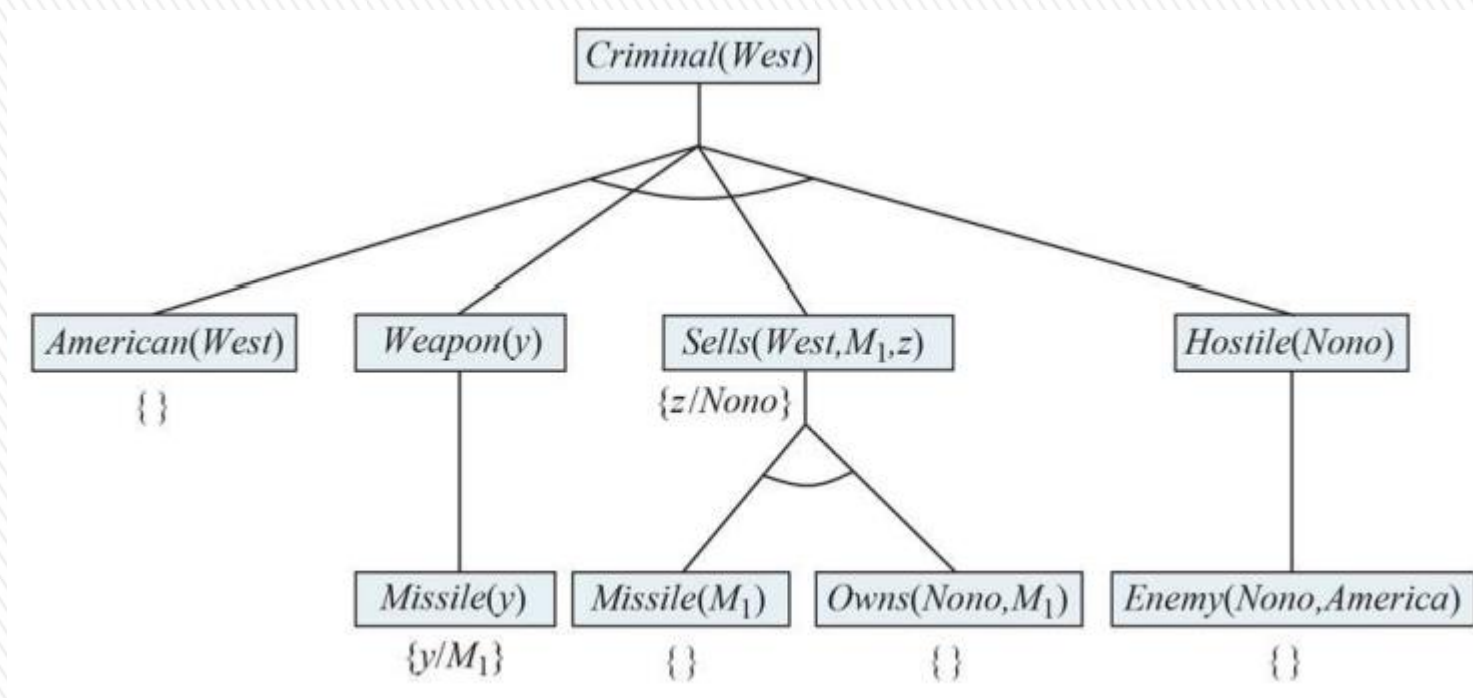 Criminal(West)
American(West)
Weapon(y)
Sells(West,M₁,z)
Hostile(Nono)
{ }
{z/Nono}
Missile(y)
Missile(M₁)
Owns(Nono,M₁)
Enemy(Nono,America)
{y/M₁}
{ }
{ }
{ }